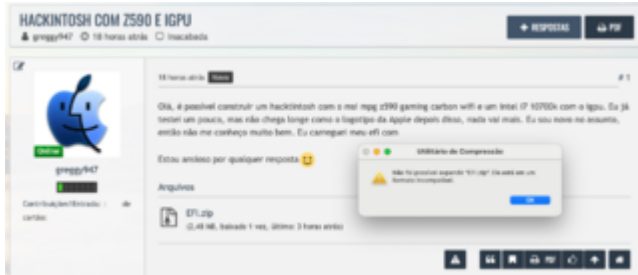 HACKINTOSH COM Z590 E IGPU
greggy947 18 horas atrás Inacabada
+ RESPOSTAS
PDF
18 horas atrás Novo #1
Olá, é possível construir um hackintosh com o msi mpg z590 gaming carbon wifi e um intel i7 10700k com o igpu. Eu já
testei um pouco, mas não chega longe como o logotipo da Apple depois disso, nada vai mais. Eu sou novo no assunto,
então não me conheço muito bem. Eu carreguei meu efi com
Estou ansioso por qualquer resposta
Utilitário de Compressão
Não foi possível expandir "EFI.zip" Ele está em um
formato incompatível.
OK
greggy947
Contribuições/Entrada: de
cartão:
Arquivos
EFI.zip
(2,48 MB, baixado 1 vez, último: 3 horas atrás)
PDF